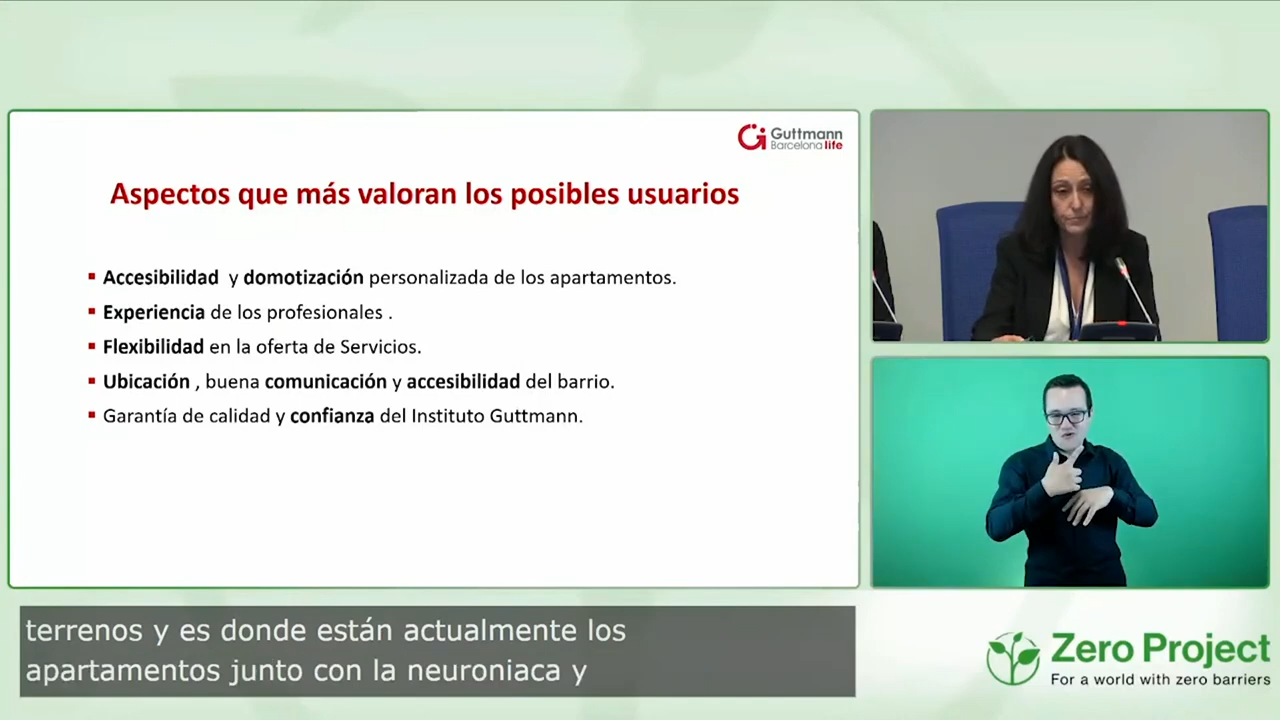 Guttmann
Barcelona life
Aspectos que más valoran los posibles usuarios
Accesibilidad y domotización personalizada de los apartamentos.
Experiencia de los profesionales .
Flexibilidad en la oferta de Servicios.
Ubicación , buena comunicación y accesibilidad del barrio.
Garantía de calidad y confianza del Instituto Guttmann.
terrenos y es donde están actualmente los
apartamentos junto con la neuroniaca y
Zero Project
For a world with zero barriers